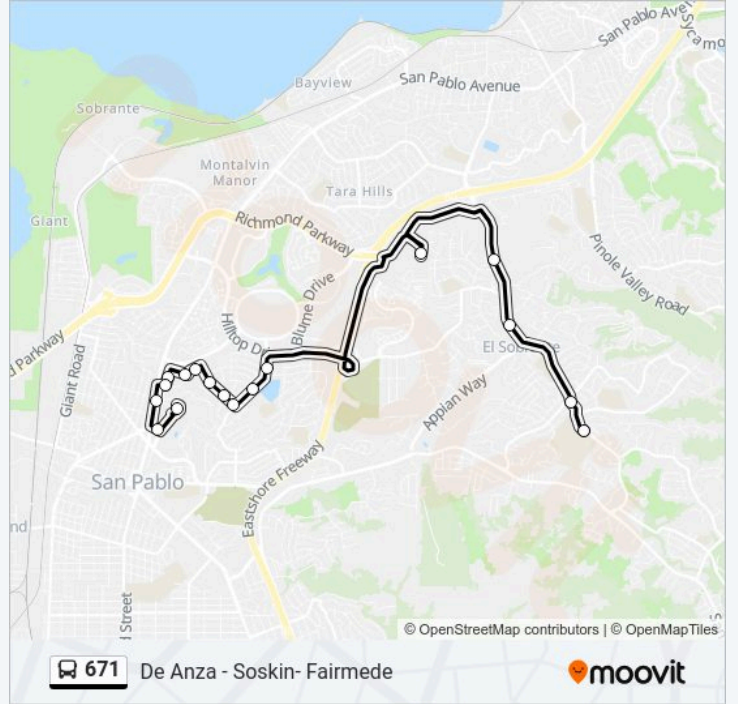 San Pablo Ave
Sycamo
Bayview
San Pablo Avenue
Sobrante
Montalvin
Manor
Tara Hills
Giant
Richmond Parkway
Pinole Valley Road
Blume Drive
Hilltop Dr
d Parkway
Giant Road
El Sobrante
Appian Way
San Pablo
Eastshore Freeway
nd
d Street
S
© OpenStreetMap contributors | © OpenMapTiles
671 De Anza - Soskin- Fairmede
moovit